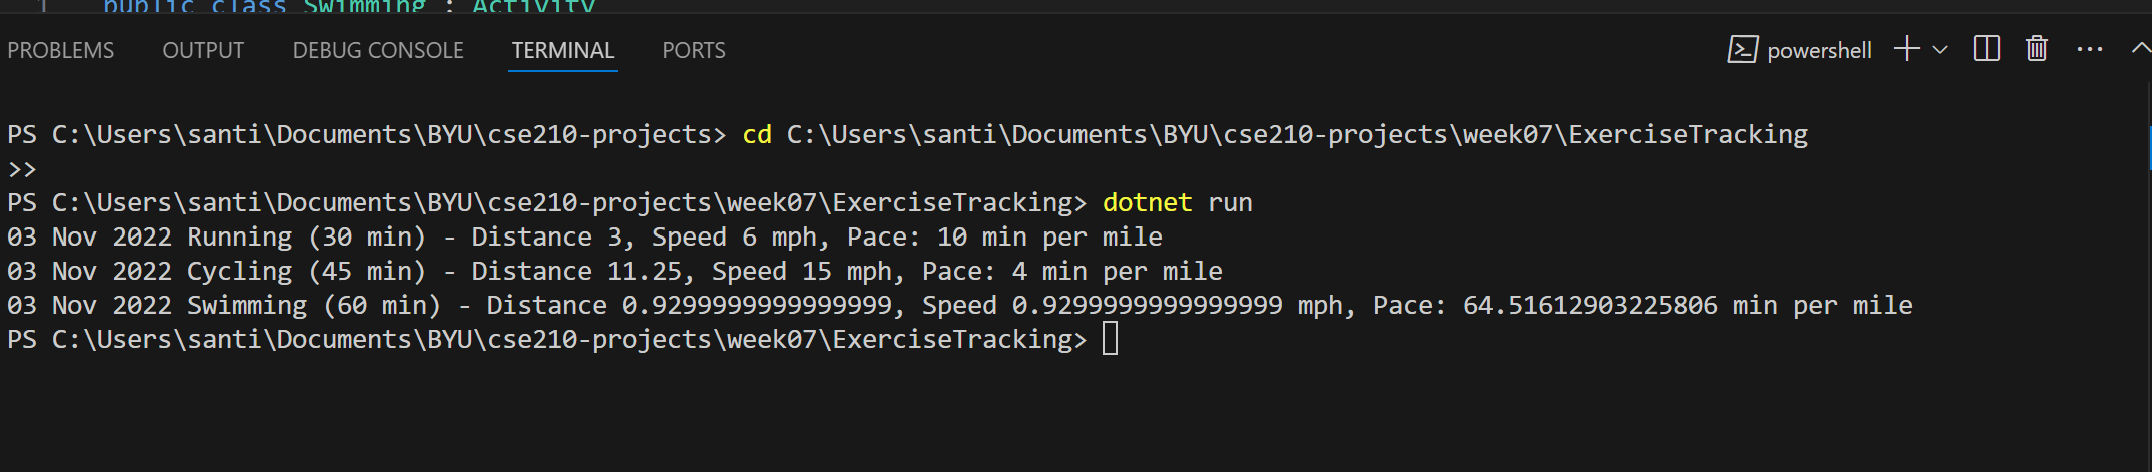 1 public class Swimming : Activity
PROBLEMS OUTPUT DEBUG CONSOLE TERMINAL PORTS powershell
PS C:\Users\santi\Documents\BYU\cse210-projects> cd C:\Users\santi\Documents\BYU\cse210-projects\week07\ExerciseTracking
>>
PS C:\Users\santi\Documents\BYU\cse210-projects\week07\ExerciseTracking> dotnet run
03 Nov 2022 Running (30 min) - Distance 3, Speed 6 mph, Pace: 10 min per mile
03 Nov 2022 Cycling (45 min) - Distance 11.25, Speed 15 mph, Pace: 4 min per mile
03 Nov 2022 Swimming (60 min) - Distance 0.9299999999999999, Speed 0.9299999999999999 mph, Pace: 64.51612903225806 min per mile
PS C:\Users\santi\Documents\BYU\cse210-projects\week07\ExerciseTracking>